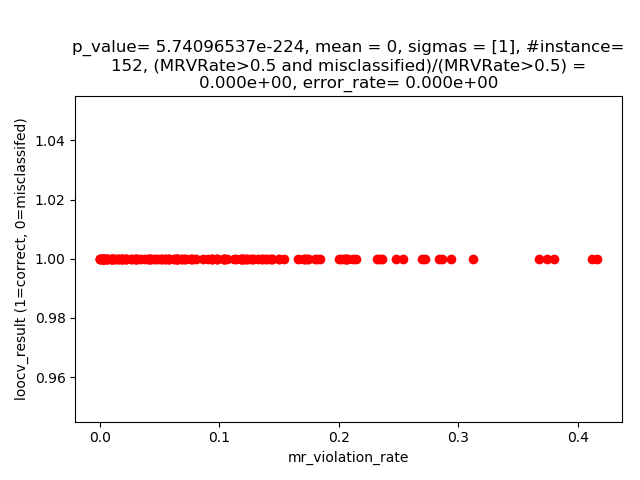 p_value= 5.74096537e-224, mean = 0, sigmas = [1], #instance=
152, (MRVRate>0.5 and misclassified)/(MRVRate>0.5) =
0.000e+00, error_rate= 0.000e+00
loocv_result (1=correct, 0=misclassifed)
1.04
1.02
1.00
0.98
0.96
0.0 0.1 0.2 0.3 0.4
mr_violation_rate